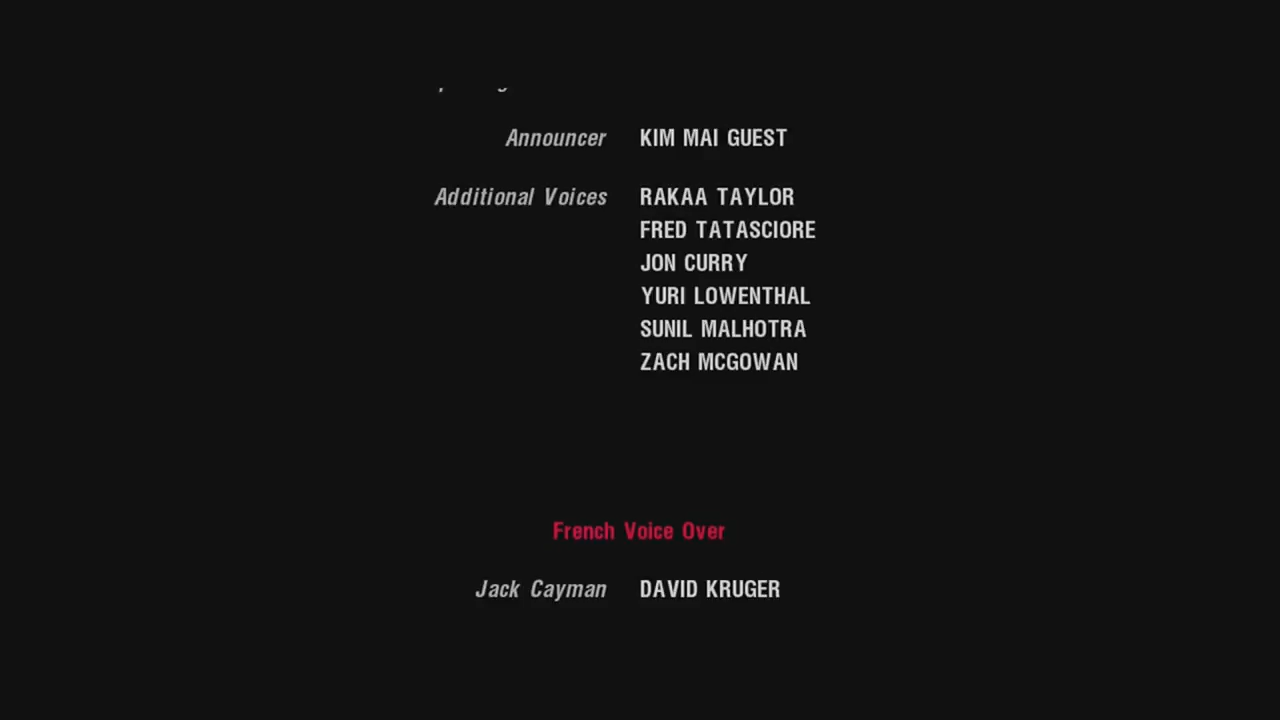 Announcer KIM MAI GUEST
Additional Voices RAKAA TAYLOR
FRED TATASCIORE
JON CURRY
YURI LOWENTHAL
SUNIL MALHOTRA
ZACH MCGOWAN
French Voice Over
Jack Cayman DAVID KRUGER